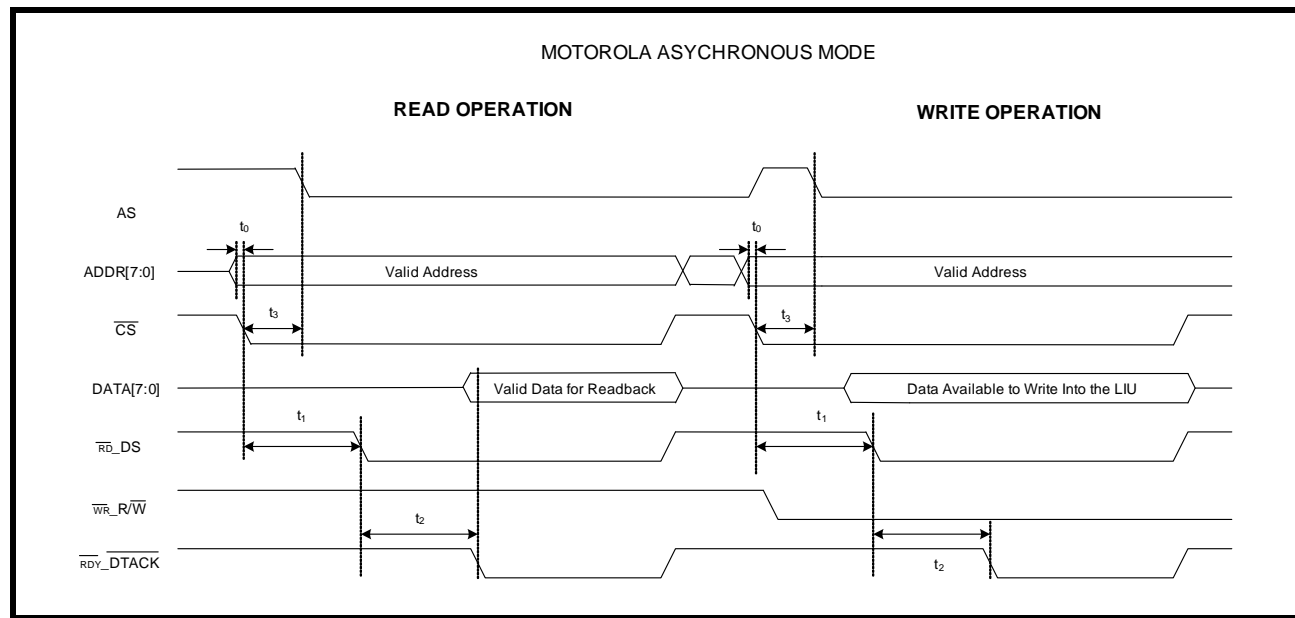 MOTOROLA ASYCHRONOUS MODE
READ OPERATION WRITE OPERATION
AS
t0 t0
ADDR[7:0] Valid Address Valid Address
t3 t3
CS
DATA[7:0] Valid Data for Readback Data Available to Write Into the LIU
t1 t1
RD_DS
WR_R/W
t2
RDY_DTACK
t2